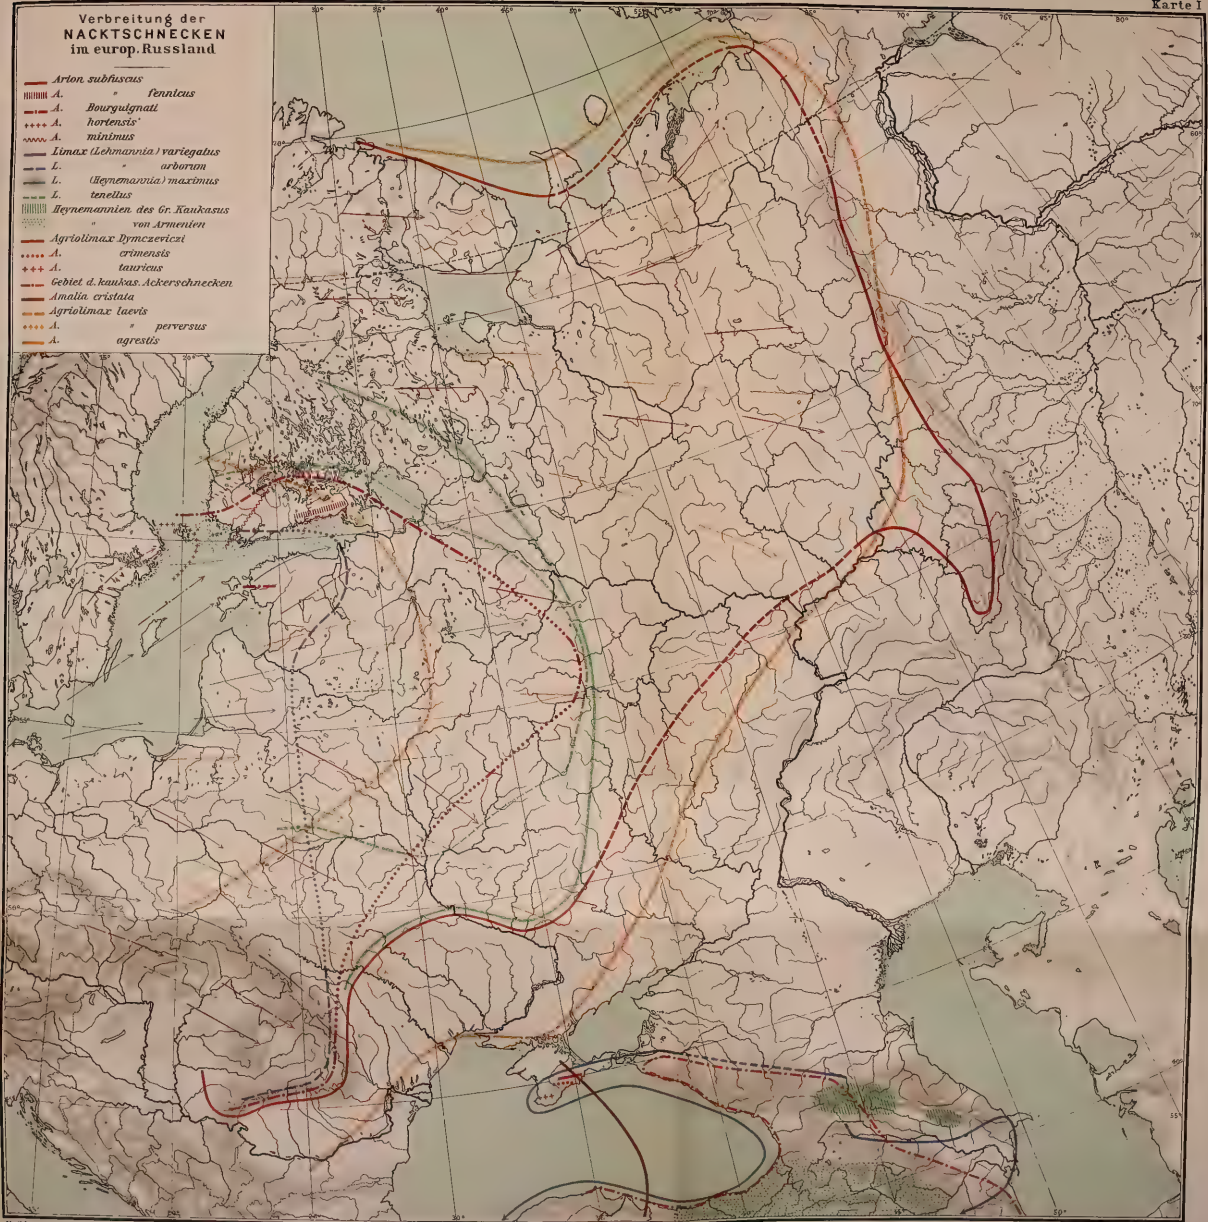 Karte I
Verbreitung der
NACKTSCHNECKEN
im europ. Russland
Arion subfuscus
A. " fennicus
A. Bourguignati
A. hortensis
A. minimus
Limax (Lehmannia) variegatus
L. " arborum
L. (Heynemannia) maximus
L. tenellus
Heynemannien des Gr. Kaukasus
" von Armenien
Agriolimax Dymczeviczi
A. crimensis
A. tauricus
Gebiet d. kaukas. Ackerschnecken
Amalia cristata
Agriolimax laevis
A. " perversus
A. agrestis